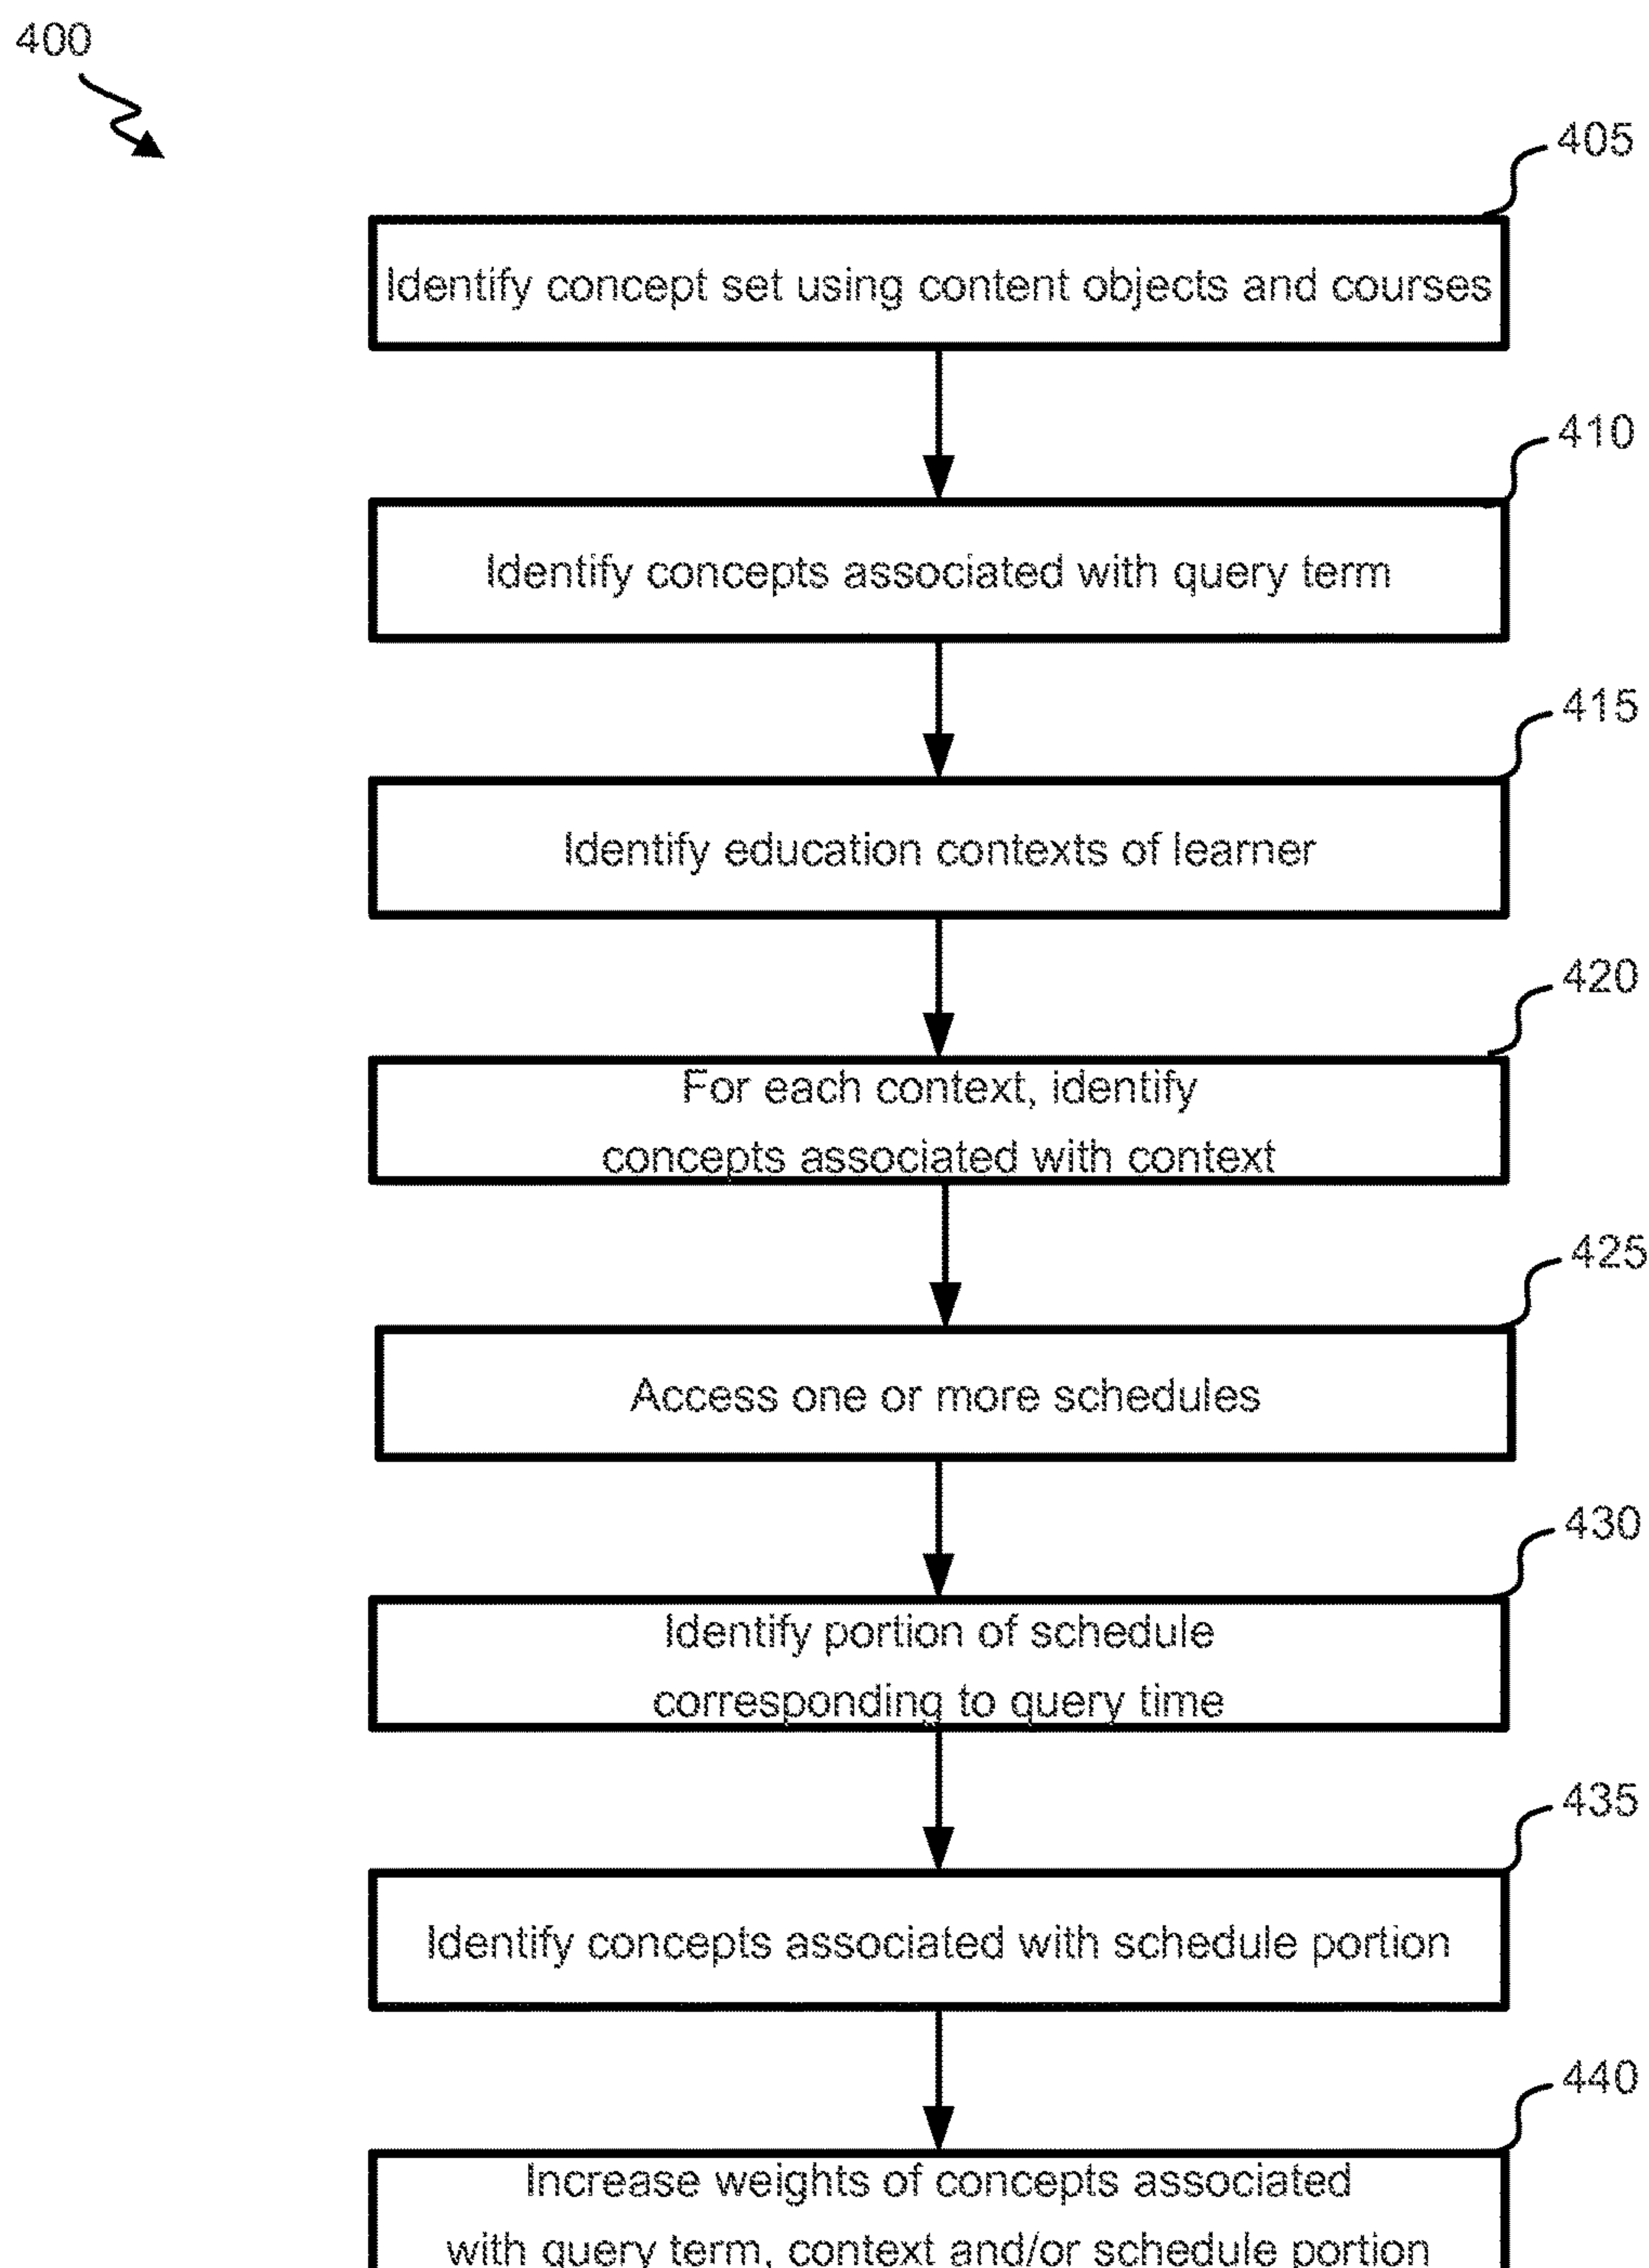 400
405
Identify concept set using content objects and courses
410
Identify concepts associated with query term
415
Identify education contexts of learner
420
For each context, identify
concepts associated with context
425
Access one or more schedules
430
Identify portion of schedule
corresponding to query time
435
Identify concepts associated with schedule portion
440
Increase weights of concepts associated
with query term, context and/or schedule portion